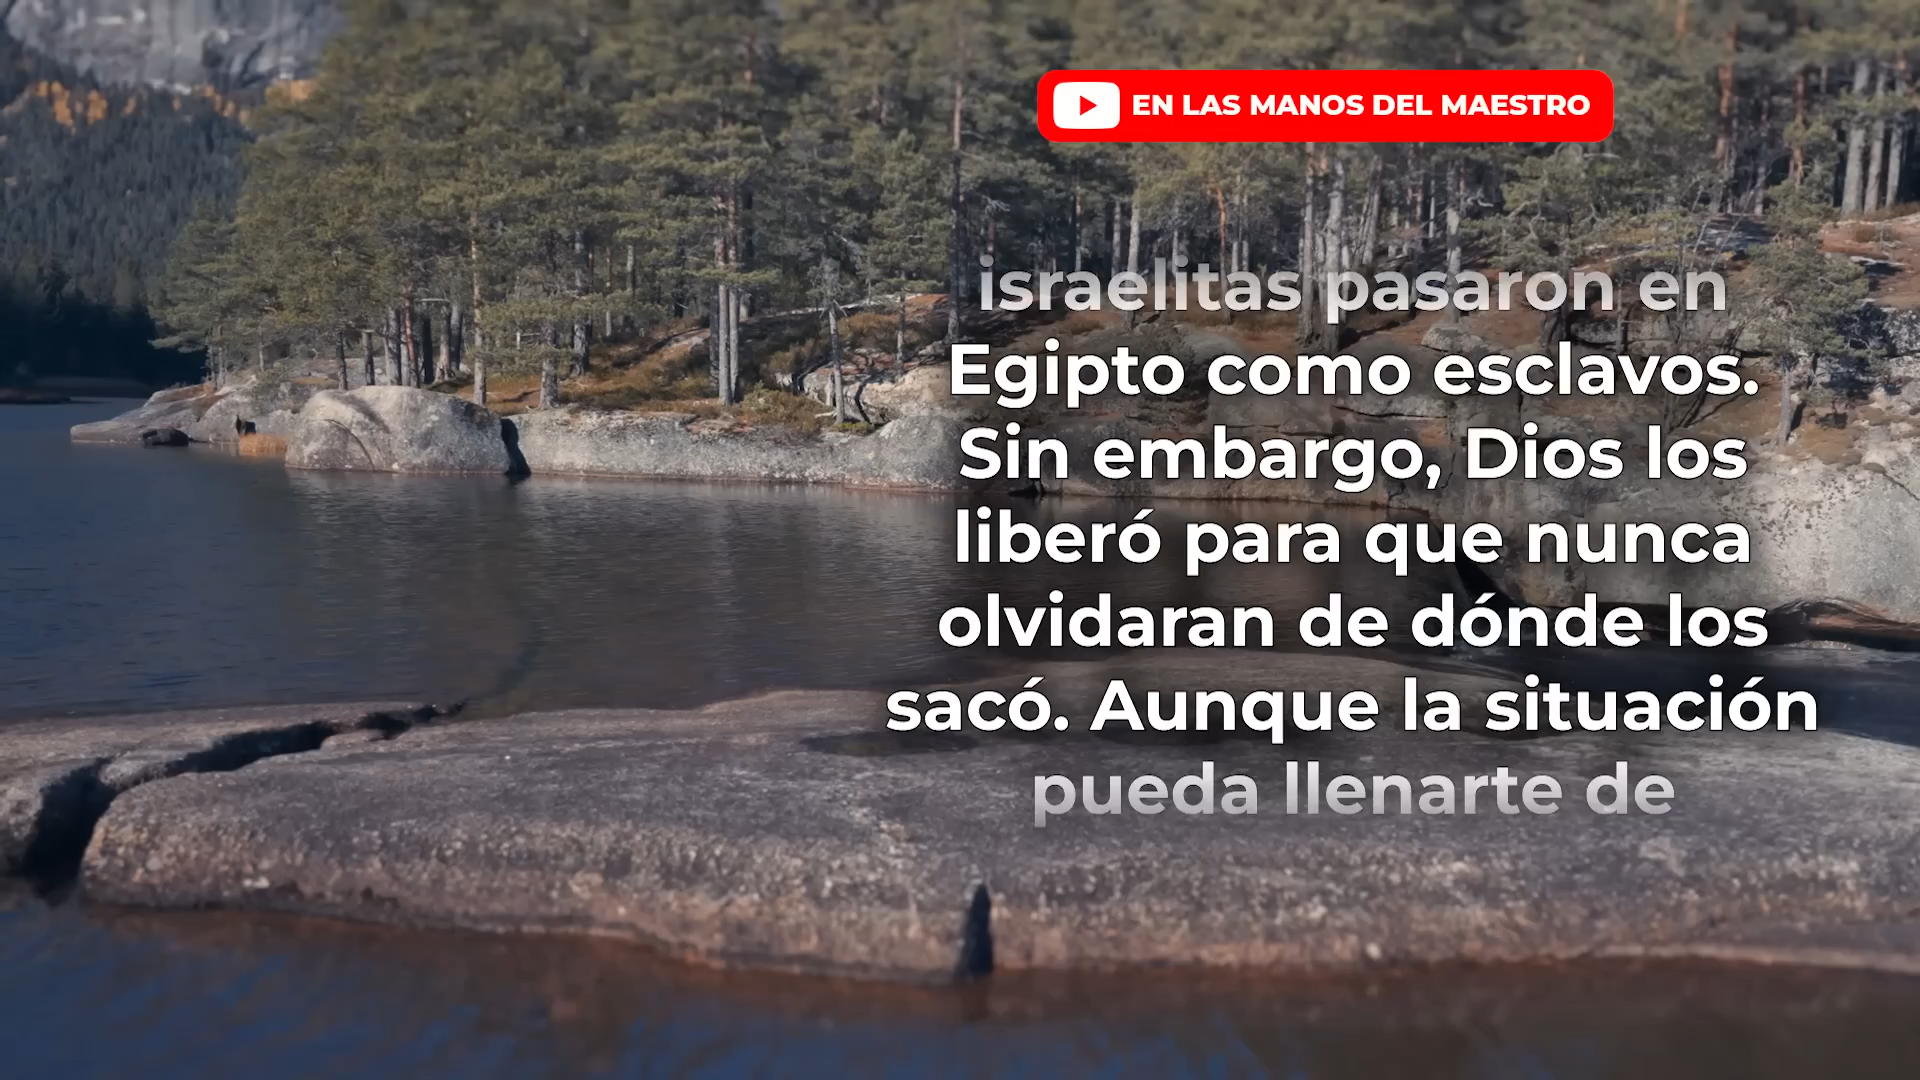 EN LAS MANOS DEL MAESTRO
israelitas pasaron en
Egipto como esclavos.
Sin embargo, Dios los
liberó para que nunca
olvidaran de dónde los
sacó. Aunque la situación
pueda llenarte de